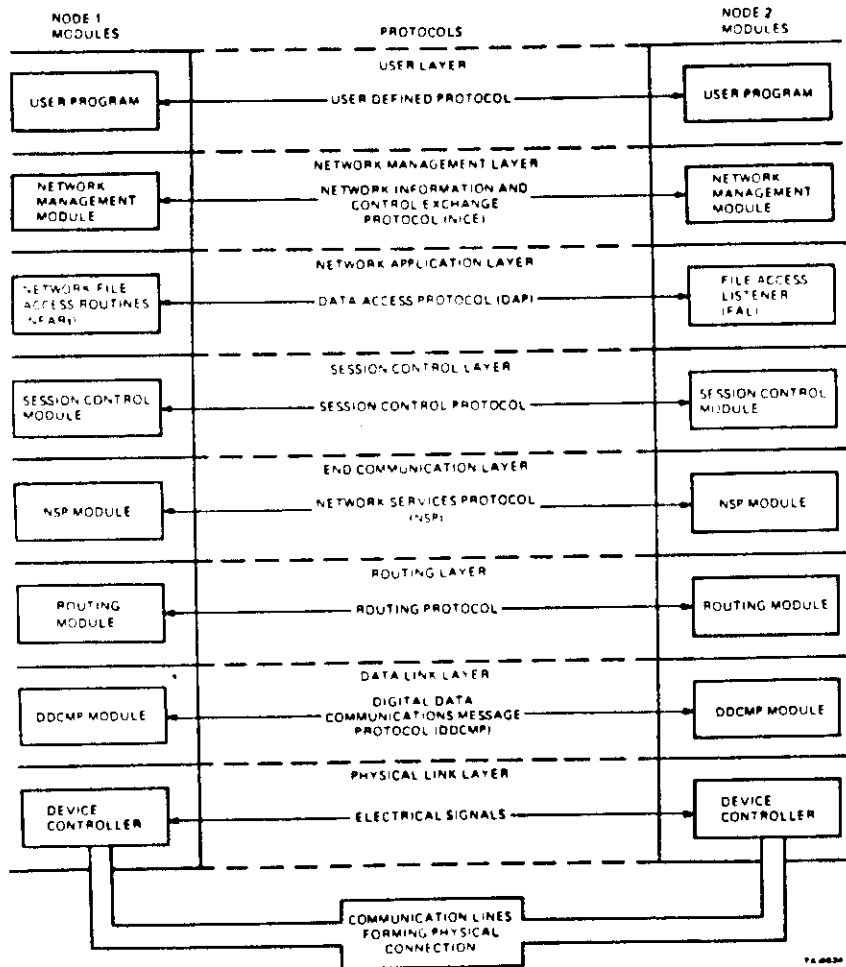 NODE 1
MODULES
PROTOCOLS
NODE 2
MODULES
USER LAYER
USER PROGRAM
USER DEFINED PROTOCOL
USER PROGRAM
NETWORK MANAGEMENT LAYER
NETWORK
MANAGEMENT
MODULE
NETWORK INFORMATION AND
CONTROL EXCHANGE
PROTOCOL (NICE)
NETWORK
MANAGEMENT
MODULE
NETWORK APPLICATION LAYER
NETWORK FILE
ACCESS ROUTINES
DATA ACCESS PROTOCOL (DAP)
FILE ACCESS
LISTENER
(FAL)
SESSION CONTROL LAYER
SESSION CONTROL
MODULE
SESSION CONTROL PROTOCOL
SESSION CONTROL
MODULE
END COMMUNICATION LAYER
NSP MODULE
NETWORK SERVICES PROTOCOL
(NSP)
NSP MODULE
ROUTING LAYER
ROUTING
MODULE
ROUTING PROTOCOL
ROUTING MODULE
DATA LINK LAYER
DDCMP MODULE
DIGITAL DATA
COMMUNICATIONS MESSAGE
PROTOCOL (DDCMP)
DDCMP MODULE
PHYSICAL LINK LAYER
DEVICE
CONTROLLER
ELECTRICAL SIGNALS
DEVICE
CONTROLLER
COMMUNICATION LINES
FORMING PHYSICAL
CONNECTION